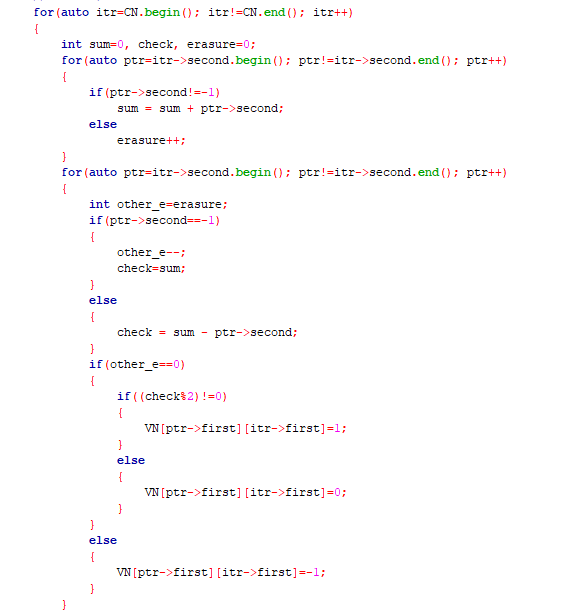 for(auto itr=CN.begin(); itr!=CN.end(); itr++)
{
    int sum=0, check, erasure=0;
    for(auto ptr=itr->second.begin(); ptr!=itr->second.end(); ptr++)
    {
        if(ptr->second!=-1)
            sum = sum + ptr->second;
        else
            erasure++;
    }
    for(auto ptr=itr->second.begin(); ptr!=itr->second.end(); ptr++)
    {
        int other_e=erasure;
        if(ptr->second==-1)
        {
            other_e--;
            check=sum;
        }
        else
        {
            check = sum - ptr->second;
        }
        if(other_e==0)
        {
            if((check%2)!=0)
            {
                VN[ptr->first][itr->first]=1;
            }
            else
            {
                VN[ptr->first][itr->first]=0;
            }
        }
        else
        {
            VN[ptr->first][itr->first]=-1;
        }
    }